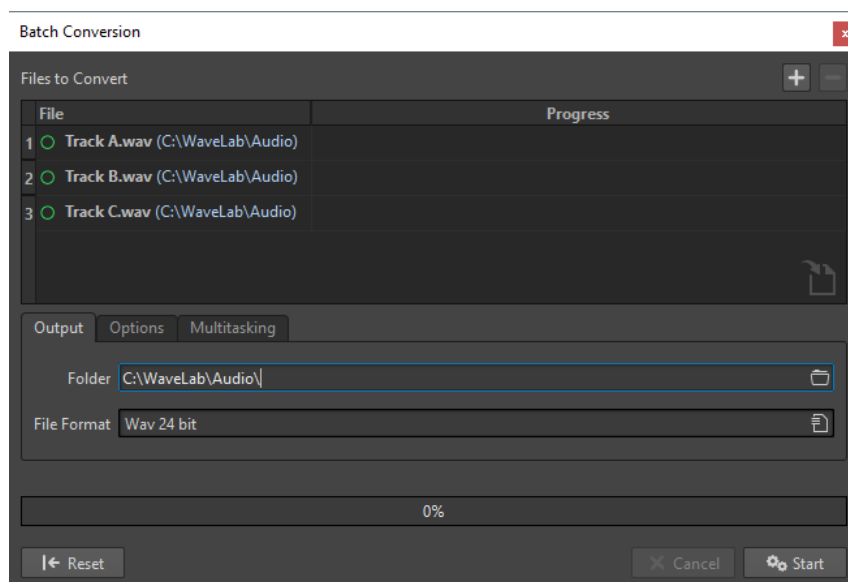 Batch Conversion
x
Files to Convert
File Progress
1 Track A.wav (C:\WaveLab\Audio)
2 Track B.wav (C:\WaveLab\Audio)
3 Track C.wav (C:\WaveLab\Audio)
Output Options Multitasking
Folder C:\WaveLab\Audio\
File Format Wav 24 bit
0%
Reset Cancel Start